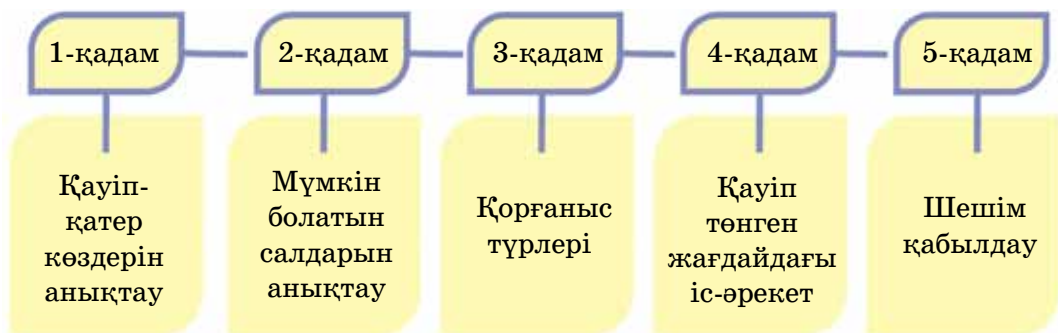 1-қадам
2-қадам
3-қадам
4-қадам
5-қадам
Қауіп-
қатер
көздерін
анықтау
Мүмкін
болатын
салдарын
анықтау
Қорғаныс
түрлері
Қауіп
төнген
жағдайдағы
іс-әрекет
Шешім
қабылдау